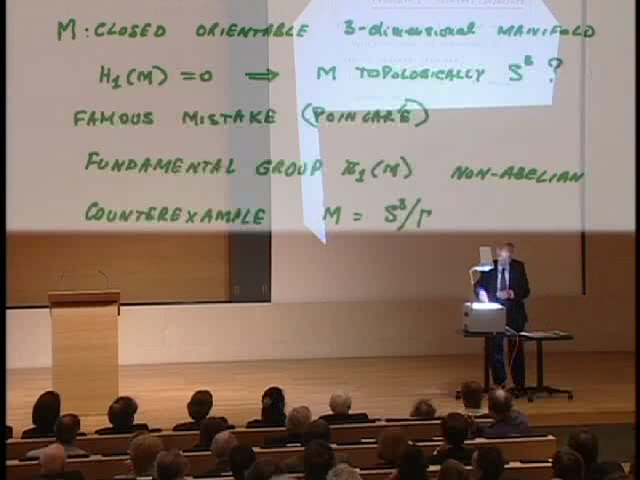 M: CLOSED ORIENTABLE 3-dimensional MANIFOLD
H₁(M) = 0 ⟹ M TOPOLOGICALLY S³ ?
FAMOUS MISTAKE (POINCARÉ)
FUNDAMENTAL GROUP π₁(M) NON-ABELIAN
COUNTEREXAMPLE M = S³/Γ